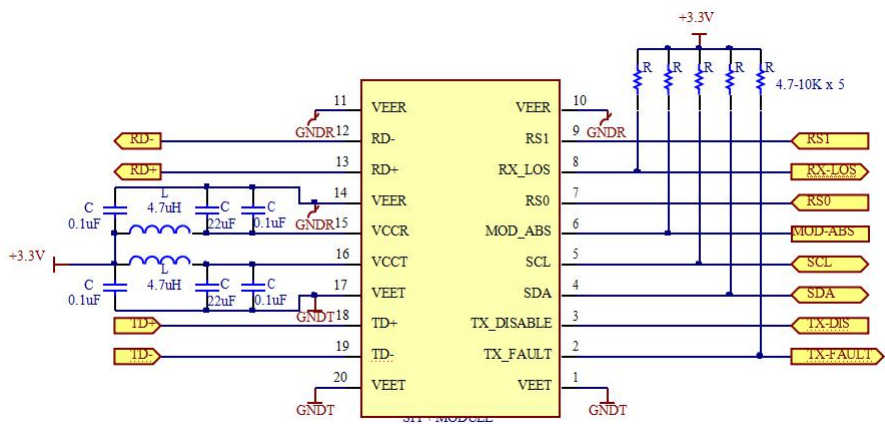 +3.3V
R R R R R
4.7-10K x 5
11 VEER VEER 10
GNDR GNDR
RD- 12 RD- RS1 9 RS1
RD+ 13 RD+ RX_LOS 8 RX-LOS
L
14 VEER RS0 7 RS0
C 4.7uH C C
0.1uF 22uF 0.1uF
GNDR
15 VCCR MOD_ABS 6 MOD-ABS
+3.3V
16 VCCT SCL 5 SCL
L
C 4.7uH C C
0.1uF 22uF 0.1uF
17 VEET SDA 4 SDA
GNDT
TD+ 18 TD+ TX_DISABLE 3 TX-DIS
TD- 19 TD- TX_FAULT 2 TX-FAULT
20 VEET VEET 1
GNDT GNDT
MODULE